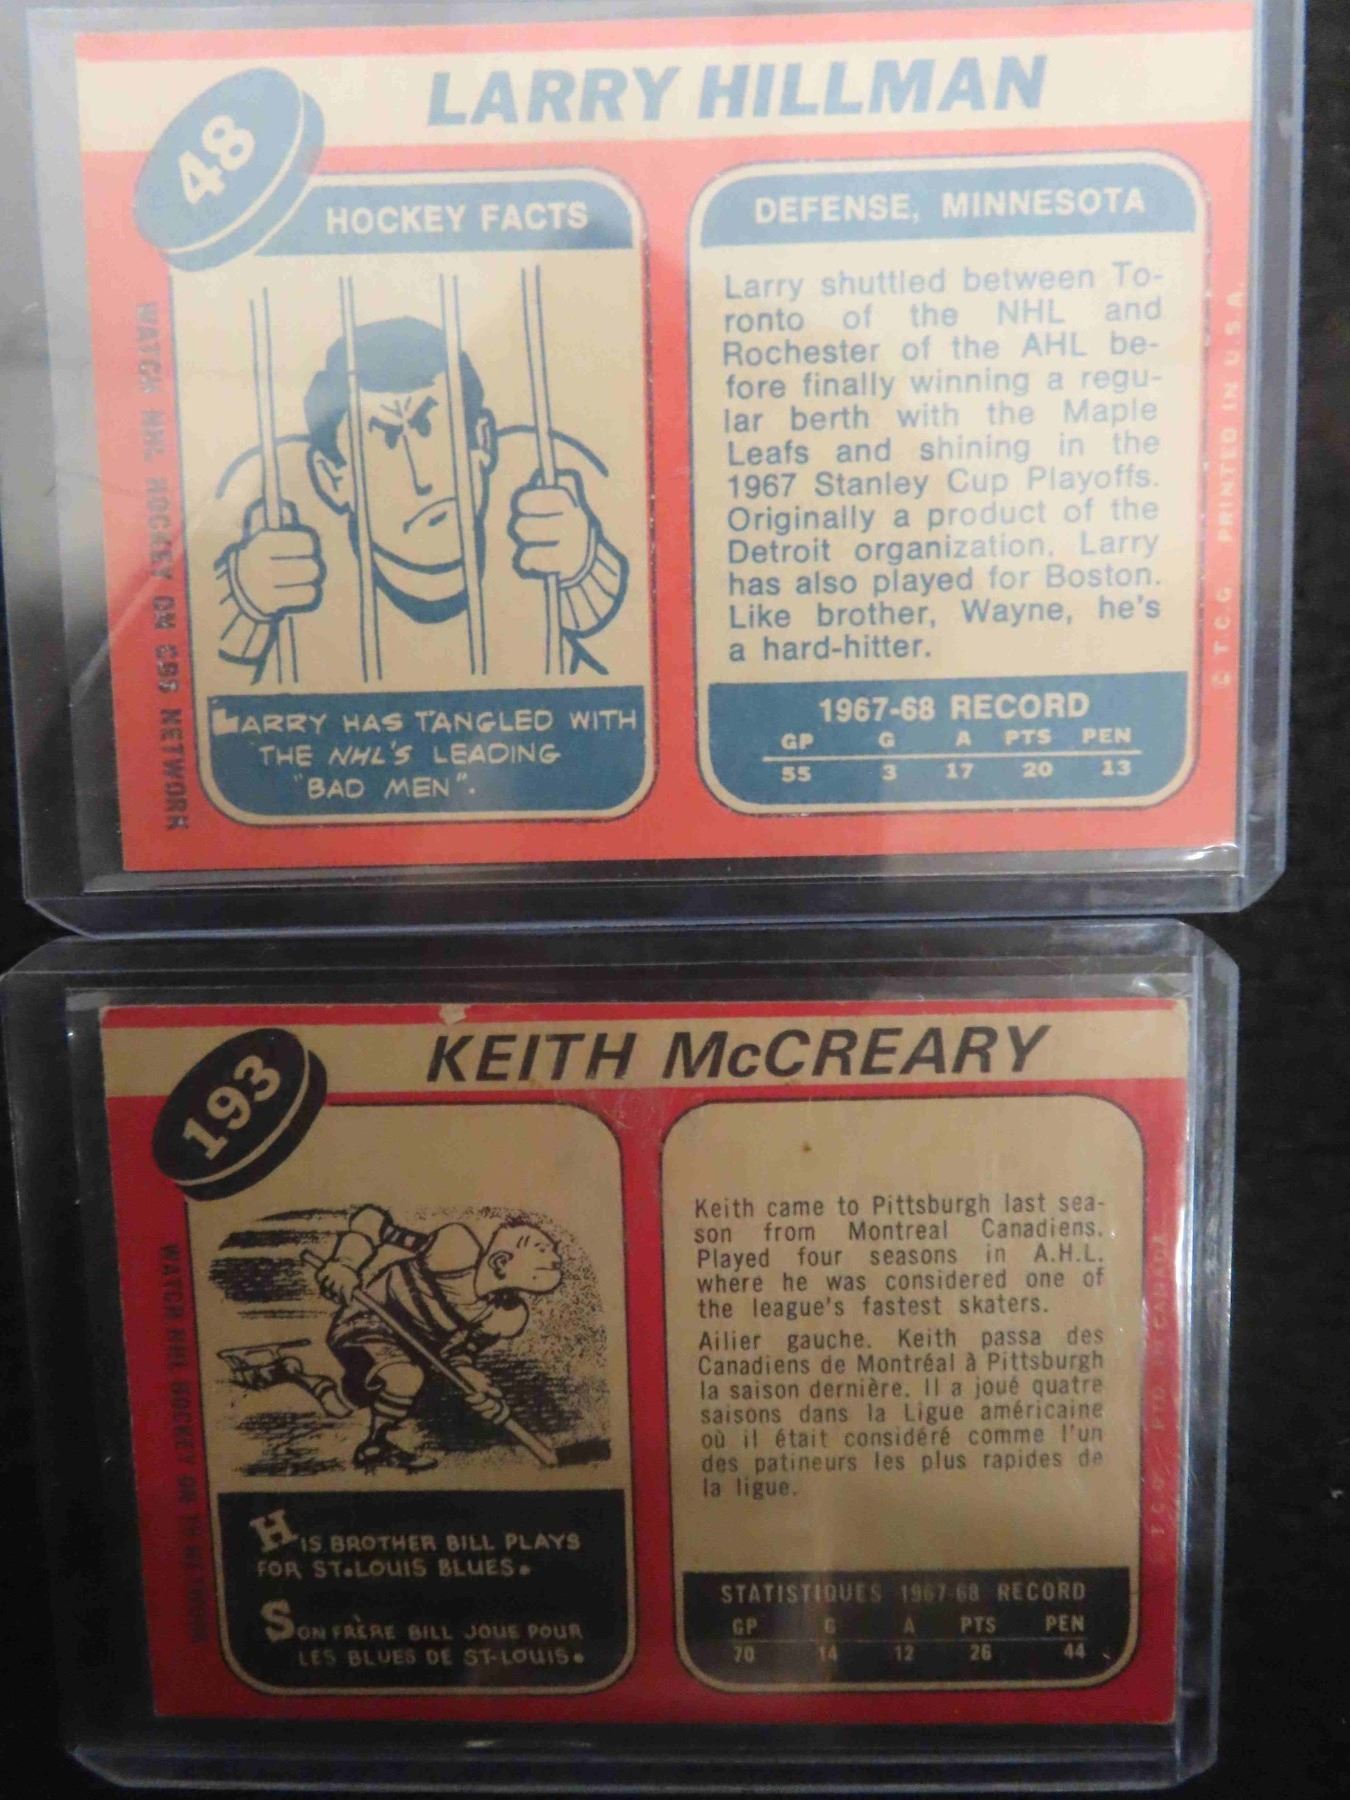 LARRY HILLMAN
48
HOCKEY FACTS
LARRY HAS TANGLED WITH
THE NHL'S LEADING
"BAD MEN".
WATCH NHL HOCKEY ON CBS NETWORK
DEFENSE, MINNESOTA
Larry shuttled between To-
ronto of the NHL and
Rochester of the AHL be-
fore finally winning a regu-
lar berth with the Maple
Leafs and shining in the
1967 Stanley Cup Playoffs.
Originally a product of the
Detroit organization, Larry
has also played for Boston.
Like brother, Wayne, he's
a hard-hitter.
1967-68 RECORD
GP G A PTS PEN
55 3 17 20 13
© T.C.G. PRINTED IN U.S.A.
KEITH McCREARY
193
HIS BROTHER BILL PLAYS
FOR ST. LOUIS BLUES.
SON FRÈRE BILL JOUE POUR
LES BLUES DE ST-LOUIS.
WATCH NHL HOCKEY ON
Keith came to Pittsburgh last sea-
son from Montreal Canadiens.
Played four seasons in A.H.L.
where he was considered one of
the league's fastest skaters.
Ailier gauche. Keith passa des
Canadiens de Montréal à Pittsburgh
la saison dernière. Il a joué quatre
saisons dans la Ligue américaine
où il était considéré comme l'un
des patineurs les plus rapides de
la ligue.
STATISTIQUES 1967-68 RECORD
GP G A PTS PEN
70 14 12 26 44
T.C.G. PTD. IN CANADA